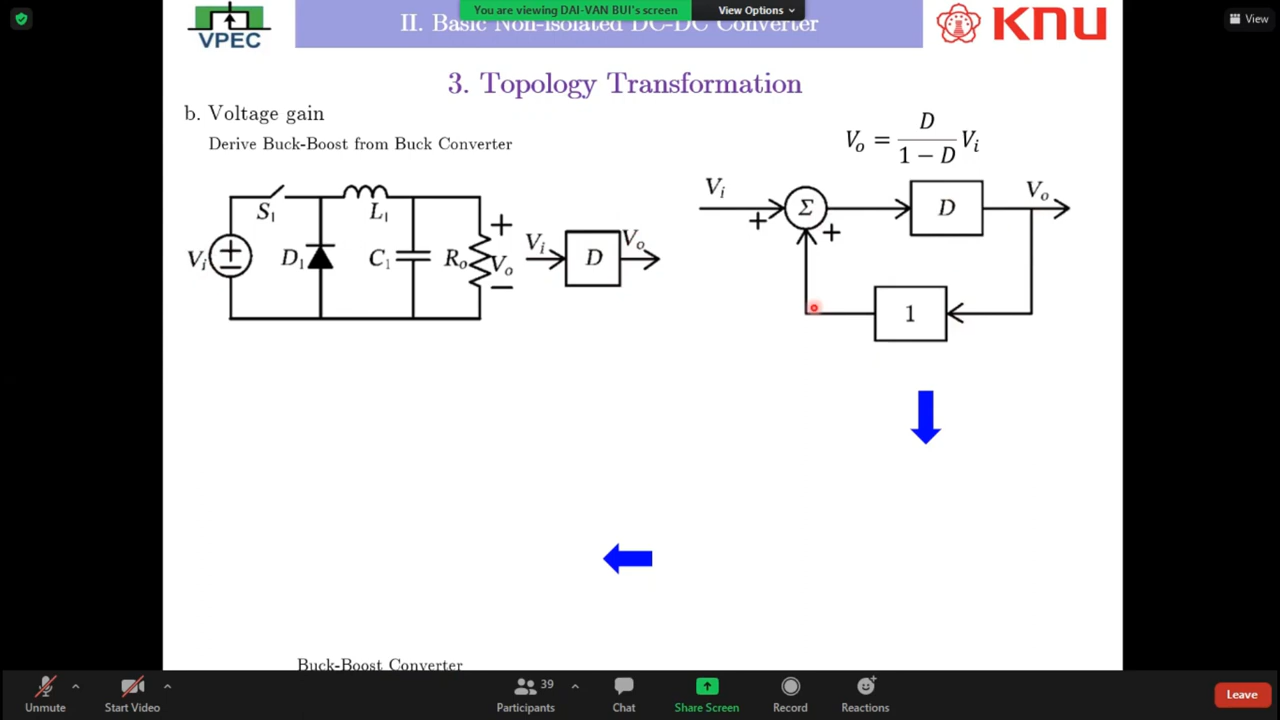 You are viewing DAI-VAN BUI's screen
View Options
View
VPEC
II. Basic Non-isolated DC-DC Converter
KNU
3. Topology Transformation
b. Voltage gain
Derive Buck-Boost from Buck Converter
Vo = D / (1 − D) Vi
S1
L1
Vi
+
−
D1
C1
Ro
+
Vo
−
Vi
D
Vo
Vi
+
Σ
+
D
Vo
1
Buck-Boost Converter
Unmute
Start Video
Participants
39
Chat
Share Screen
Record
Reactions
Leave